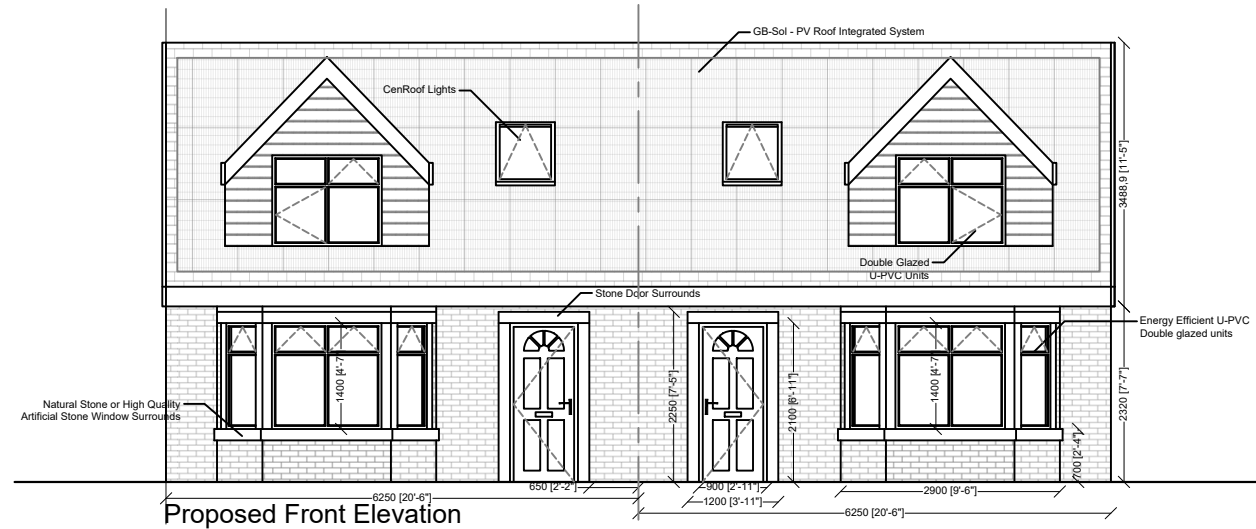 GB-Sol - PV Roof Integrated System
CenRoof Lights
3488,9 [11'-5"]
Double Glazed
U-PVC Units
Stone Door Surrounds
Energy Efficient U-PVC
Double glazed units
Natural Stone or High Quality
Artificial Stone Window Surrounds
1400 [4'-7"]
2250 [7'-5"]
2100 [6'-11"]
1400 [4'-7"]
2320 [7'-7"]
700 [2'-4"]
650 [2'-2"]
900 [2'-11"]
2900 [9'-6"]
6250 [20'-6"]
1200 [3'-11"]
6250 [20'-6"]
Proposed Front Elevation